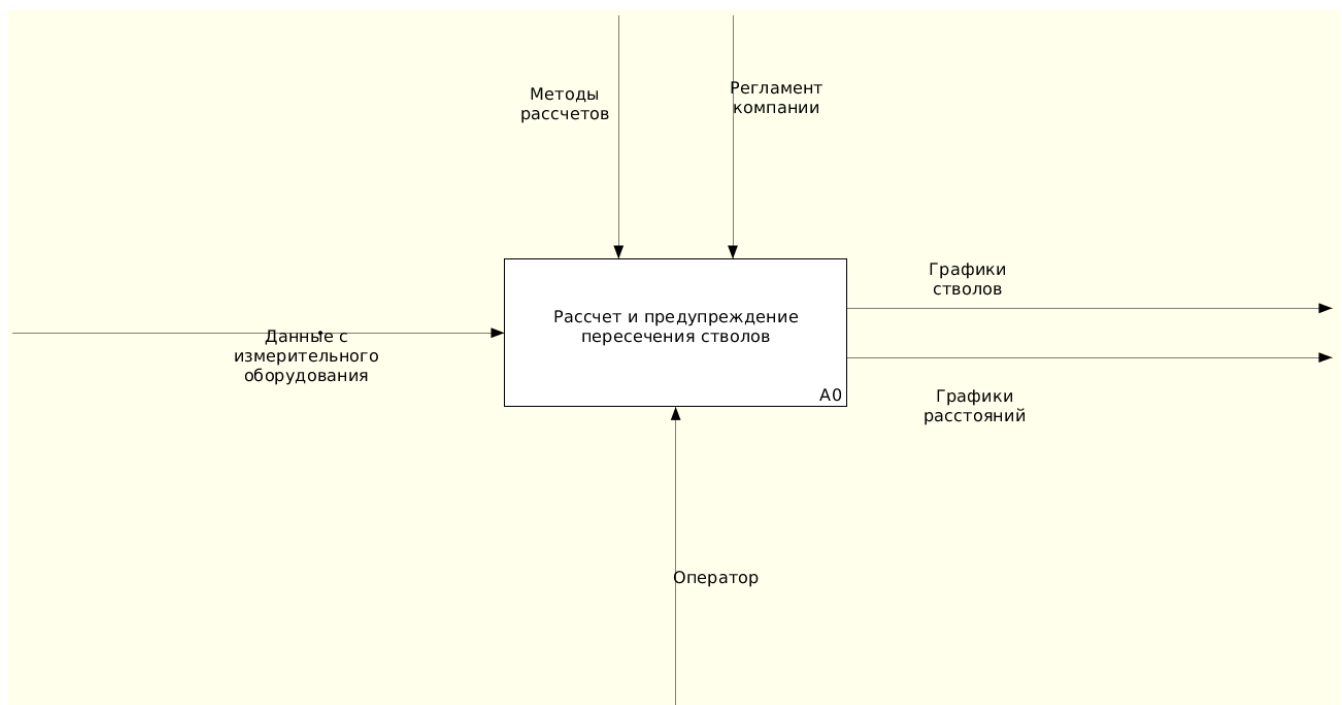 Методы
рассчетов
Регламент
компании
Графики
стволов
Рассчет и предупреждение
пересечения стволов
Данные с
измерительного
оборудования
A0
Графики
расстояний
Оператор